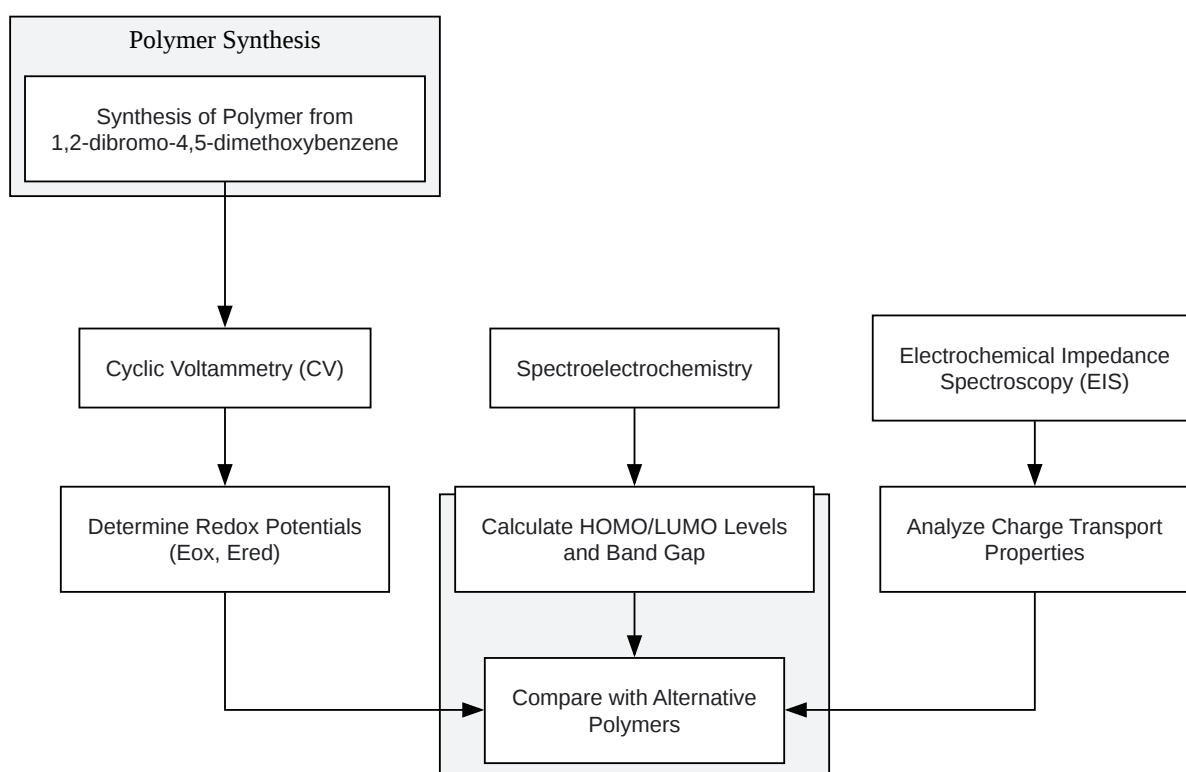 Polymer Synthesis
Synthesis of Polymer from
1,2-dibromo-4,5-dimethoxybenzene
Cyclic Voltammetry (CV)
Spectroelectrochemistry
Electrochemical Impedance
Spectroscopy (EIS)
Determine Redox Potentials
(Eox, Ered)
Calculate HOMO/LUMO Levels
and Band Gap
Analyze Charge Transport
Properties
Compare with Alternative
Polymers